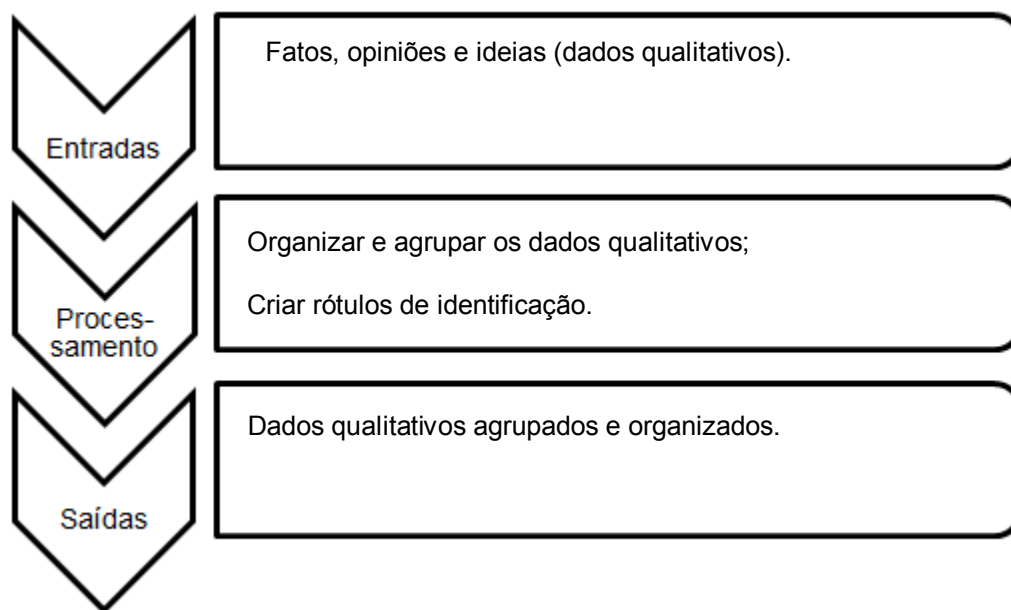 Fatos, opiniões e ideias (dados qualitativos).
Entradas
Organizar e agrupar os dados qualitativos;
Criar rótulos de identificação.
Proces-
samento
Dados qualitativos agrupados e organizados.
Saídas